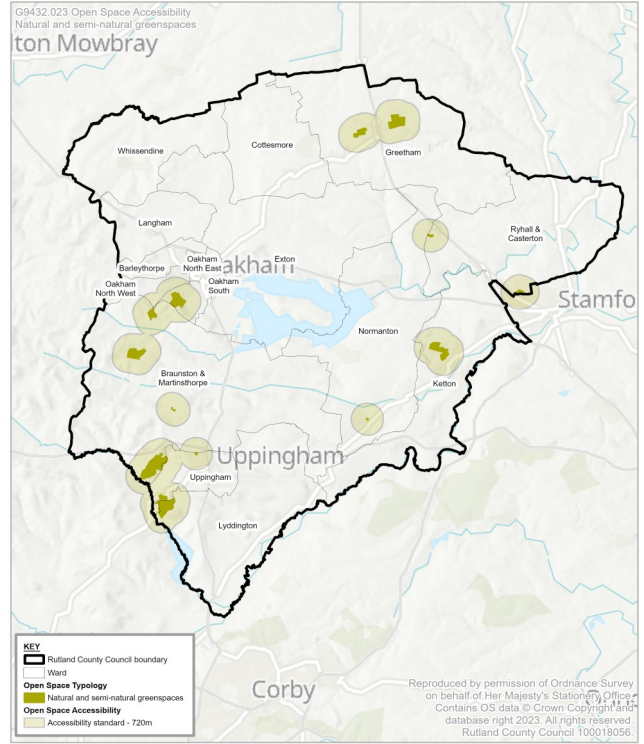 G9432.023 Open Space Accessibility
Natural and semi-natural greenspaces
lton Mowbray
Whissendine
Cottesmore
Greetham
Langham
Ryhall &
Casterton
Barleythorpe
Oakham
North East
akham
Exton
Oakham
North West
Oakham
South
Stamfo
Normanton
Braunston &
Martinsthorpe
Ketton
Uppingham
Uppingham
Lyddington
KEY
Rutland County Council boundary
Ward
Open Space Typology
Natural and semi-natural greenspaces
Open Space Accessibility
Accessibility standard - 720m
Corby
Reproduced by permission of Ordnance Survey
on behalf of Her Majesty's Stationery Office
Contains OS data © Crown Copyright and
database right 2023. All rights reserved.
Rutland County Council 100018056.